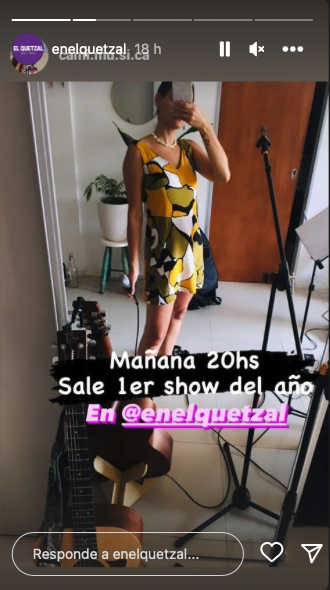 EL QUETZAL
enelquetzal 18 h
cami.mu.si.ca
Mañana 20hs
Sale 1er show del año
En @enelquetzal
Responde a enelquetzal...